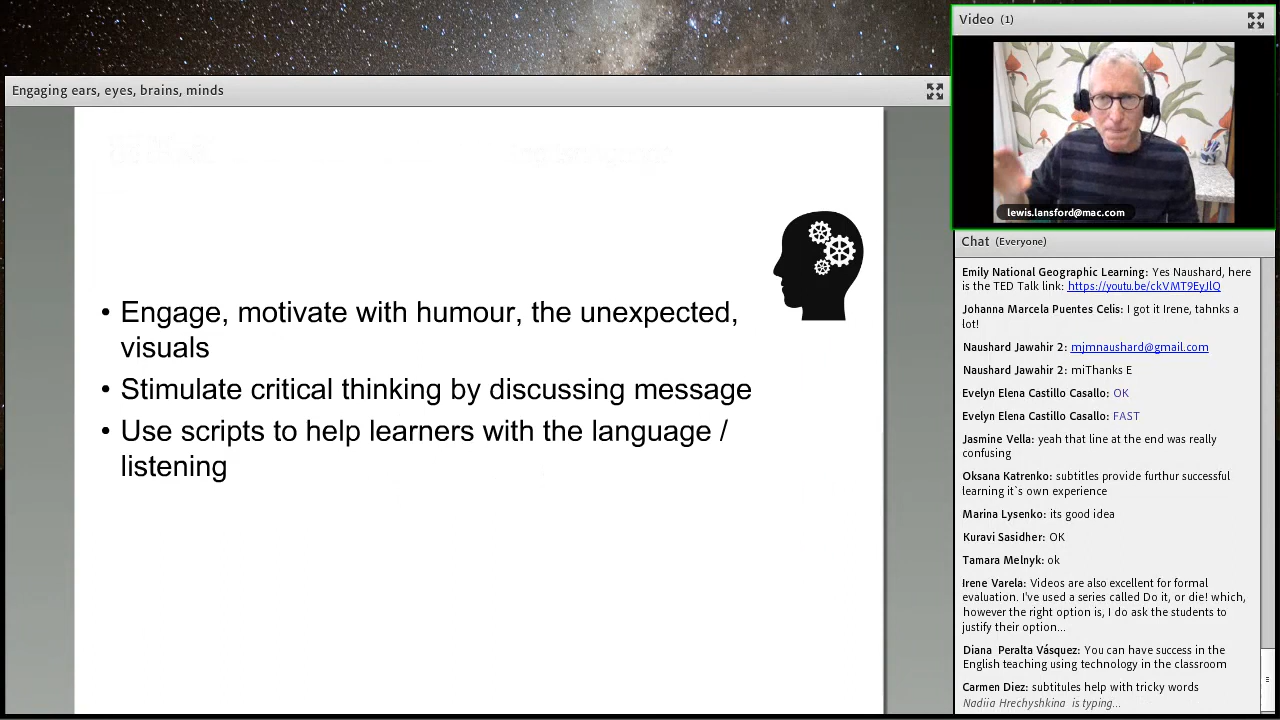 Engaging ears, eyes, brains, minds
• Engage, motivate with humour, the unexpected,
visuals
• Stimulate critical thinking by discussing message
• Use scripts to help learners with the language /
listening
Video (1)
lewis.lansford@mac.com
Chat (Everyone)
Emily National Geographic Learning: Yes Naushard, here
is the TED Talk link: https://youtu.be/ckVMT9EyJlQ
Johanna Marcela Puentes Celis: I got it Irene, tahnks a
lot!
Naushard Jawahir 2: mjmnaushard@gmail.com
Naushard Jawahir 2: miThanks E
Evelyn Elena Castillo Casallo: OK
Evelyn Elena Castillo Casallo: FAST
Jasmine Vella: yeah that line at the end was really
confusing
Oksana Katrenko: subtitles provide furthur successful
learning it`s own experience
Marina Lysenko: its good idea
Kuravi Sasidher: OK
Tamara Melnyk: ok
Irene Varela: Videos are also excellent for formal
evaluation. I've used a series called Do it, or die! which,
however the right option is, I do ask the students to
justify their option...
Diana Peralta Vásquez: You can have success in the
English teaching using technology in the classroom
Carmen Diez: subtitules help with tricky words
Nadiia Hrechyshkina is typing...